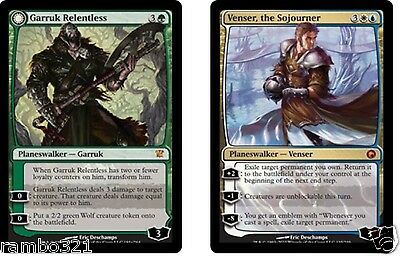 Garruk Relentless
3
Planeswalker — Garruk
When Garruk Relentless has two or fewer
loyalty counters on him, transform him.
0
Garruk Relentless deals 3 damage to target
creature. That creature deals damage equal
to its power to him.
0
Put a 2/2 green Wolf creature token onto
the battlefield.
Eric Deschamps
3
Venser, the Sojourner
3
Planeswalker — Venser
+2
Exile target permanent you own. Return it
to the battlefield under your control at the
beginning of the next end step.
-1
Creatures are unblockable this turn.
-8
You get an emblem with "Whenever you
cast a spell, exile target permanent."
Eric Deschamps
3
rambo321